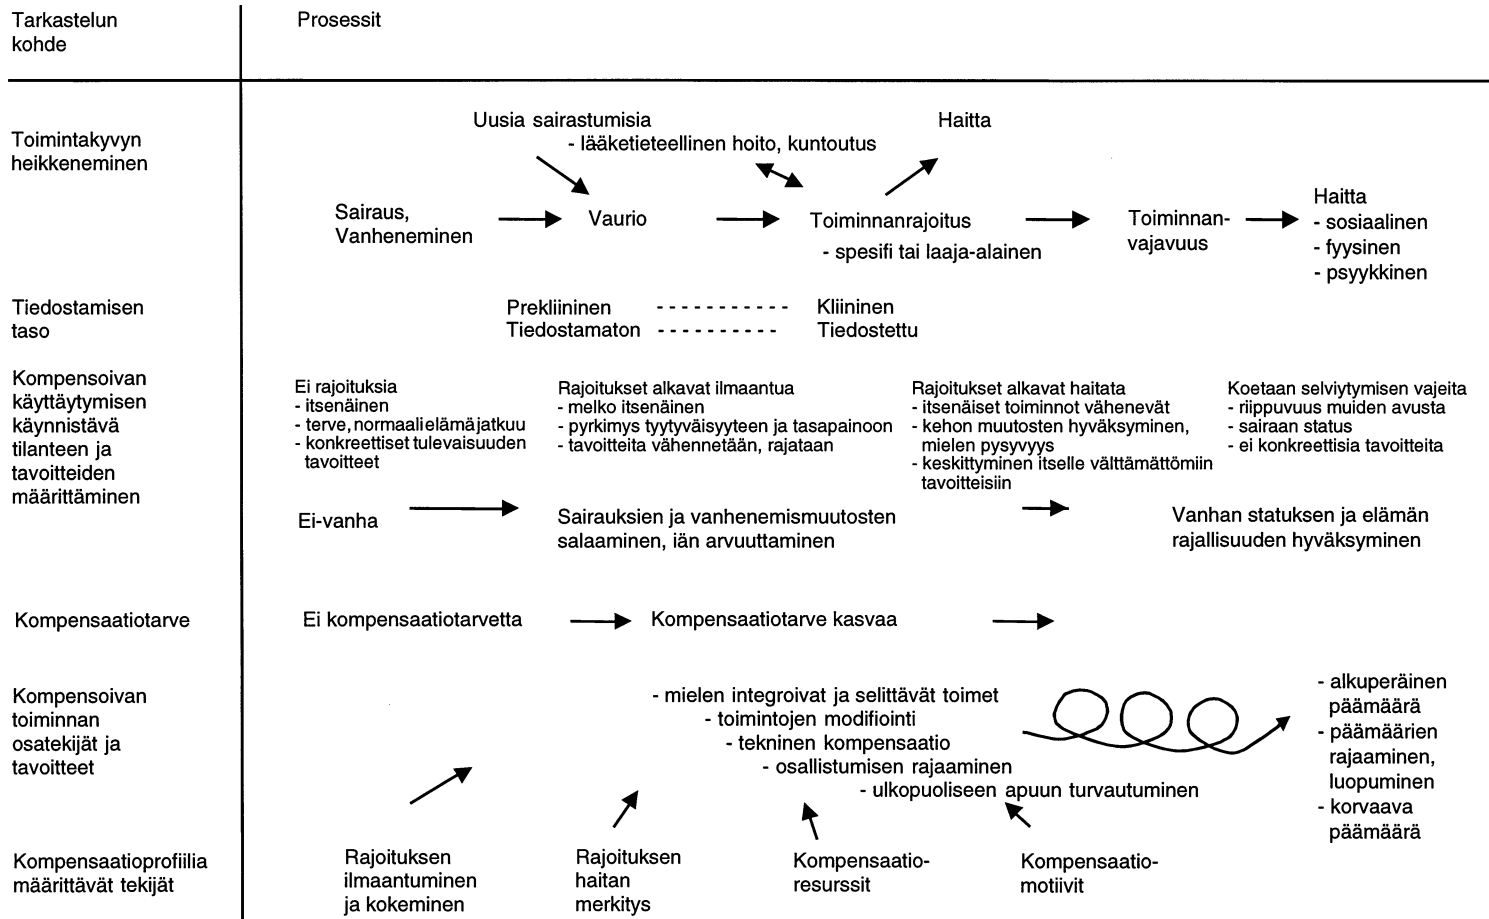 Tarkastelun
kohde
Prosessit
Toimintakyvyn
heikkeneminen
Uusia sairastumisia
- lääketieteellinen hoito, kuntoutus
Haitta
Sairaus,
Vanheneminen
Vaurio
Toiminnanrajoitus
- spesifi tai laaja-alainen
Toiminnan-
vajavuus
Haitta
- sosiaalinen
- fyysinen
- psyykkinen
Tiedostamisen
taso
Prekliininen - - - - - - - - - - - Kliininen
Tiedostamaton - - - - - - - - - - Tiedostettu
Kompensoivan
käyttäytymisen
käynnistävä
tilanteen ja
tavoitteiden
määrittäminen
Ei rajoituksia
- itsenäinen
- terve, normaali elämä jatkuu
- konkreettiset tulevaisuuden
tavoitteet
Rajoitukset alkavat ilmaantua
- melko itsenäinen
- pyrkimys tyytyväisyyteen ja tasapainoon
- tavoitteita vähennetään, rajataan
Rajoitukset alkavat haitata
- itsenäiset toiminnot vähenevät
- kehon muutosten hyväksyminen,
mielen pysyvyys
- keskittyminen itselle välttämättömiin
tavoitteisiin
Koetaan selviytymisen vajeita
- riippuvuus muiden avusta
- sairaan status
- ei konkreettisia tavoitteita
Ei-vanha
Sairauksien ja vanhenemismuutosten
salaaminen, iän arvuuttaminen
Vanhan statuksen ja elämän
rajallisuuden hyväksyminen
Kompensaatiotarve
Ei kompensaatiotarvetta
Kompensaatiotarve kasvaa
Kompensoivan
toiminnan
osatekijät ja
tavoitteet
- mielen integroivat ja selittävät toimet
- toimintojen modifiointi
- tekninen kompensaatio
- osallistumisen rajaaminen
- ulkopuoliseen apuun turvautuminen
- alkuperäinen
päämäärä
- päämäärien
rajaaminen,
luopuminen
- korvaava
päämäärä
Kompensaatioprofiilia
määrittävät tekijät
Rajoituksen
ilmaantuminen
ja kokeminen
Rajoituksen
haitan
merkitys
Kompensaatio-
resurssit
Kompensaatio-
motiivit